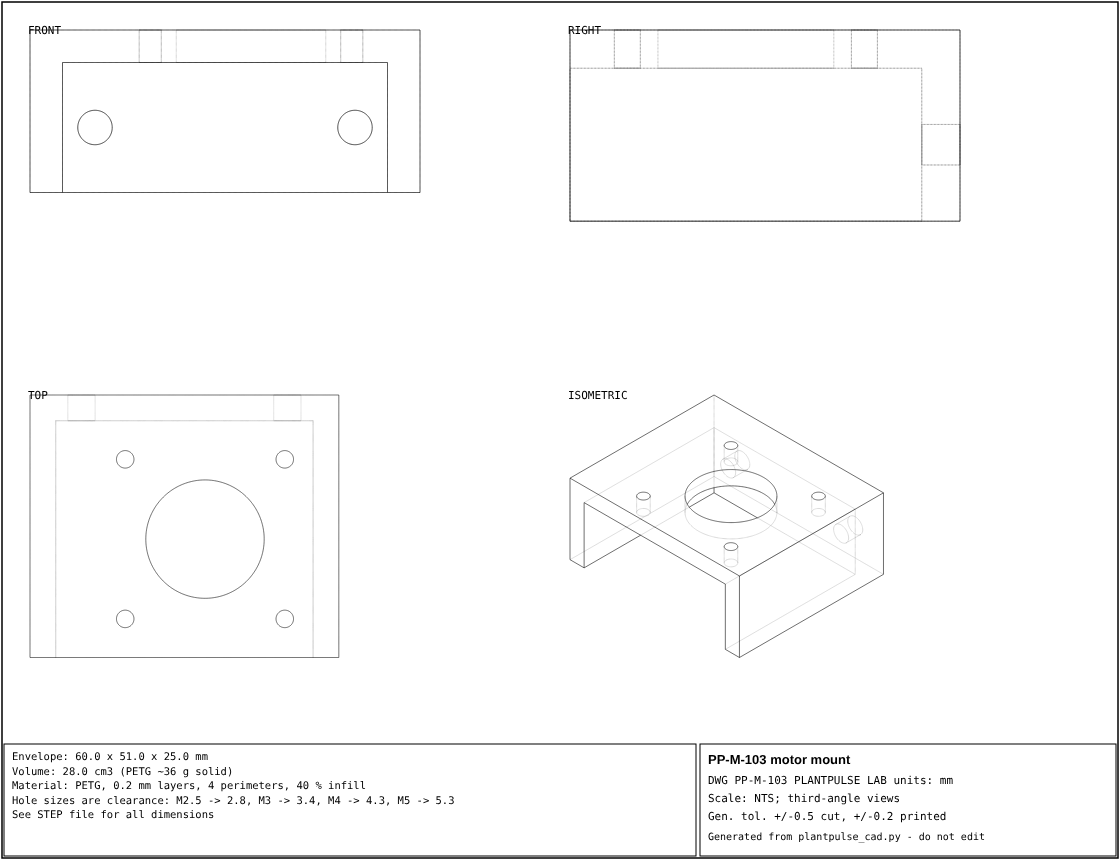 FRONT
RIGHT
TOP
ISOMETRIC
Envelope: 60.0 x 51.0 x 25.0 mm
Volume: 28.0 cm3 (PETG ~36 g solid)
Material: PETG, 0.2 mm layers, 4 perimeters, 40 % infill
Hole sizes are clearance: M2.5 -> 2.8, M3 -> 3.4, M4 -> 4.3, M5 -> 5.3
See STEP file for all dimensions
PP-M-103 motor mount
DWG PP-M-103 PLANTPULSE LAB units: mm
Scale: NTS; third-angle views
Gen. tol. +/-0.5 cut, +/-0.2 printed
Generated from plantpulse_cad.py - do not edit